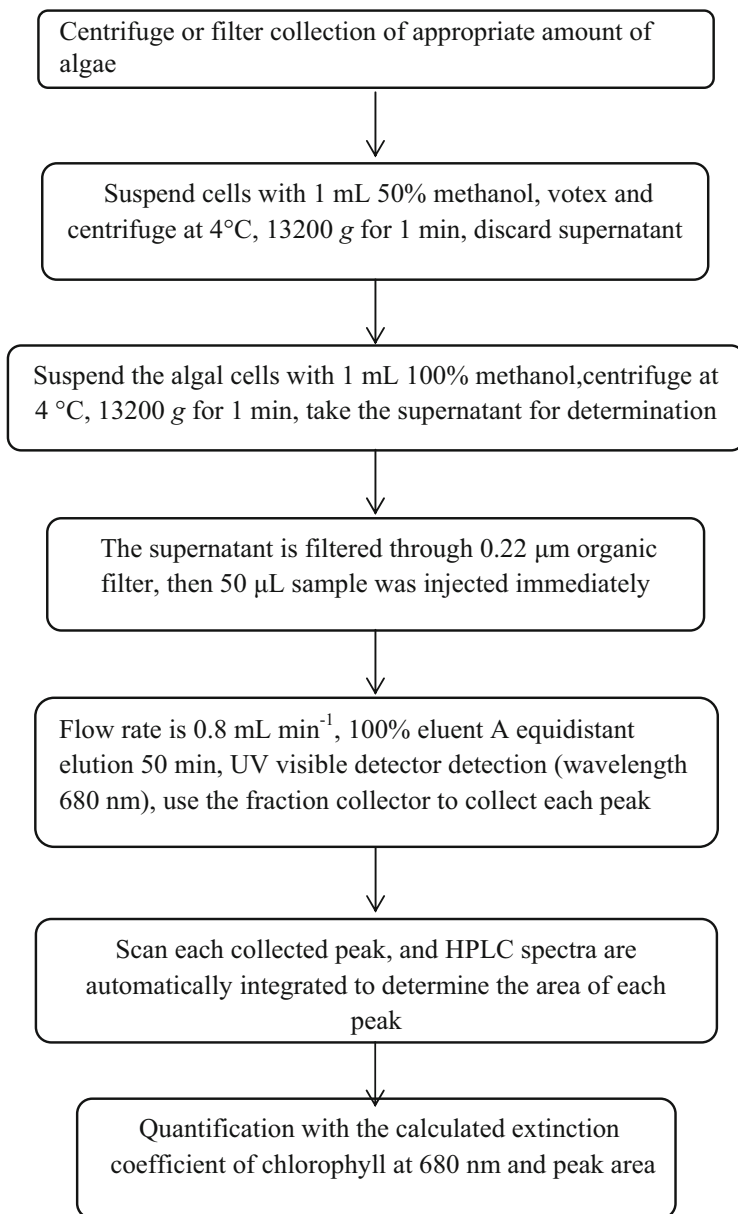 Centrifuge or filter collection of appropriate amount of
algae
Suspend cells with 1 mL 50% methanol, votex and
centrifuge at 4°C, 13200 g for 1 min, discard supernatant
Suspend the algal cells with 1 mL 100% methanol,centrifuge at
4 °C, 13200 g for 1 min, take the supernatant for determination
The supernatant is filtered through 0.22 μm organic
filter, then 50 μL sample was injected immediately
Flow rate is 0.8 mL min⁻¹, 100% eluent A equidistant
elution 50 min, UV visible detector detection (wavelength
680 nm), use the fraction collector to collect each peak
Scan each collected peak, and HPLC spectra are
automatically integrated to determine the area of each
peak
Quantification with the calculated extinction
coefficient of chlorophyll at 680 nm and peak area